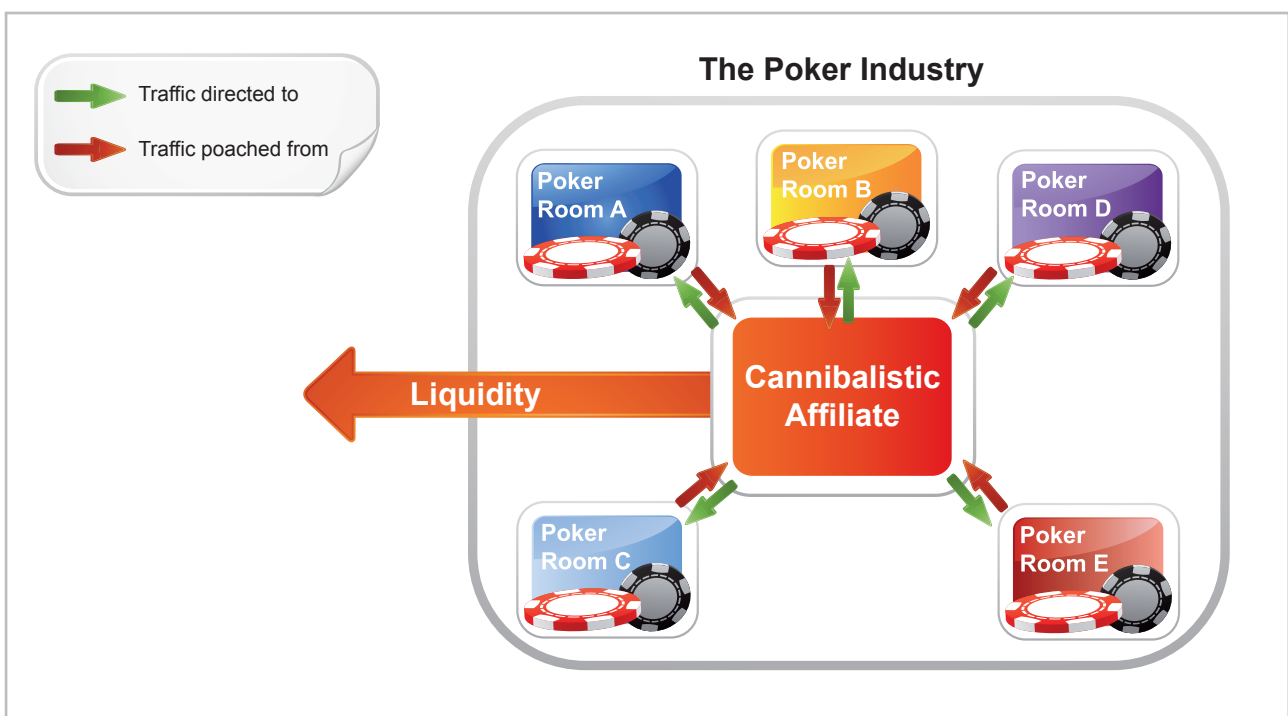 The Poker Industry
Traffic directed to
Traffic poached from
Poker
Room A
Poker
Room B
Poker
Room D
Liquidity
Cannibalistic
Affiliate
Poker
Room C
Poker
Room E